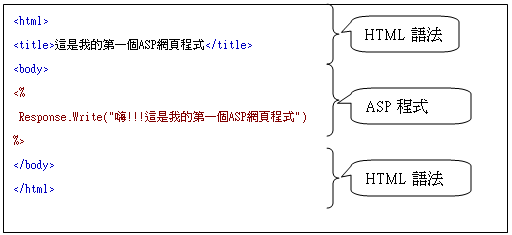 <html>
<title>這是我的第一個ASP網頁程式</title>
<body>
<%
Response.Write("嗨!!!這是我的第一個ASP網頁程式")
%>
</body>
</html>
HTML 語法
ASP 程式
HTML 語法